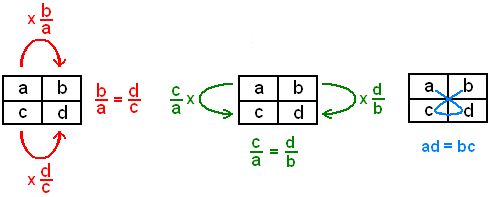 x b/a
a b
c d
b/a = d/c
x d/c
c/a x
a b
c d
x d/b
c/a = d/b
a b
c d
ad = bc